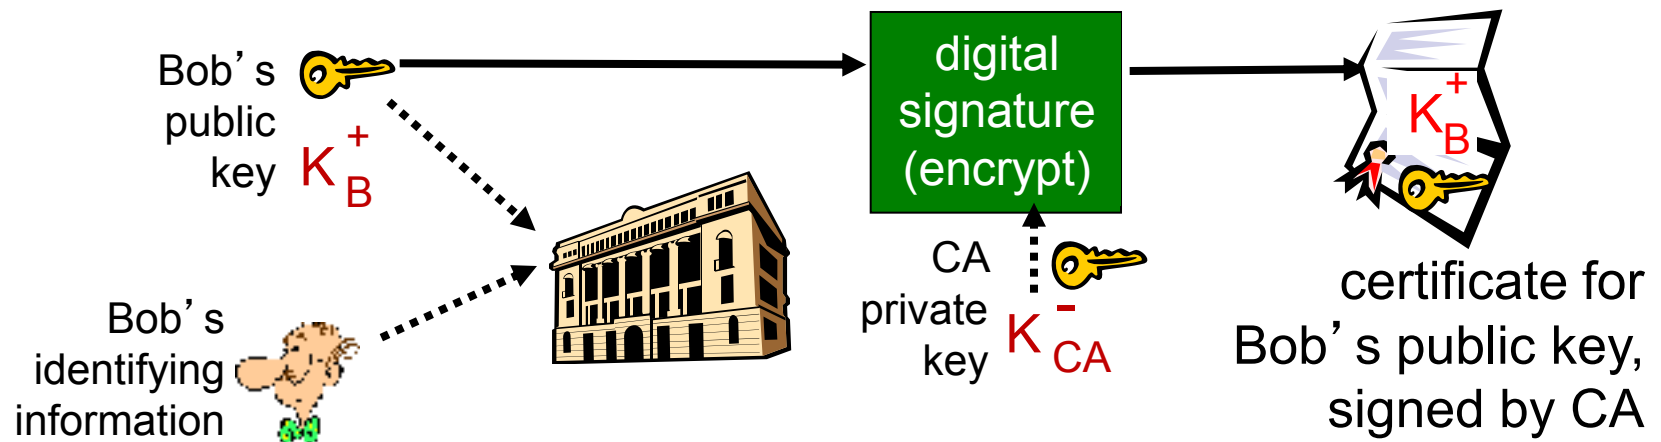 Bob’s
public
key
K
+
B
Bob’s
identifying
information
digital
signature
(encrypt)
CA
private
key
K
-
CA
K
+
B
certificate for
Bob’s public key,
signed by CA